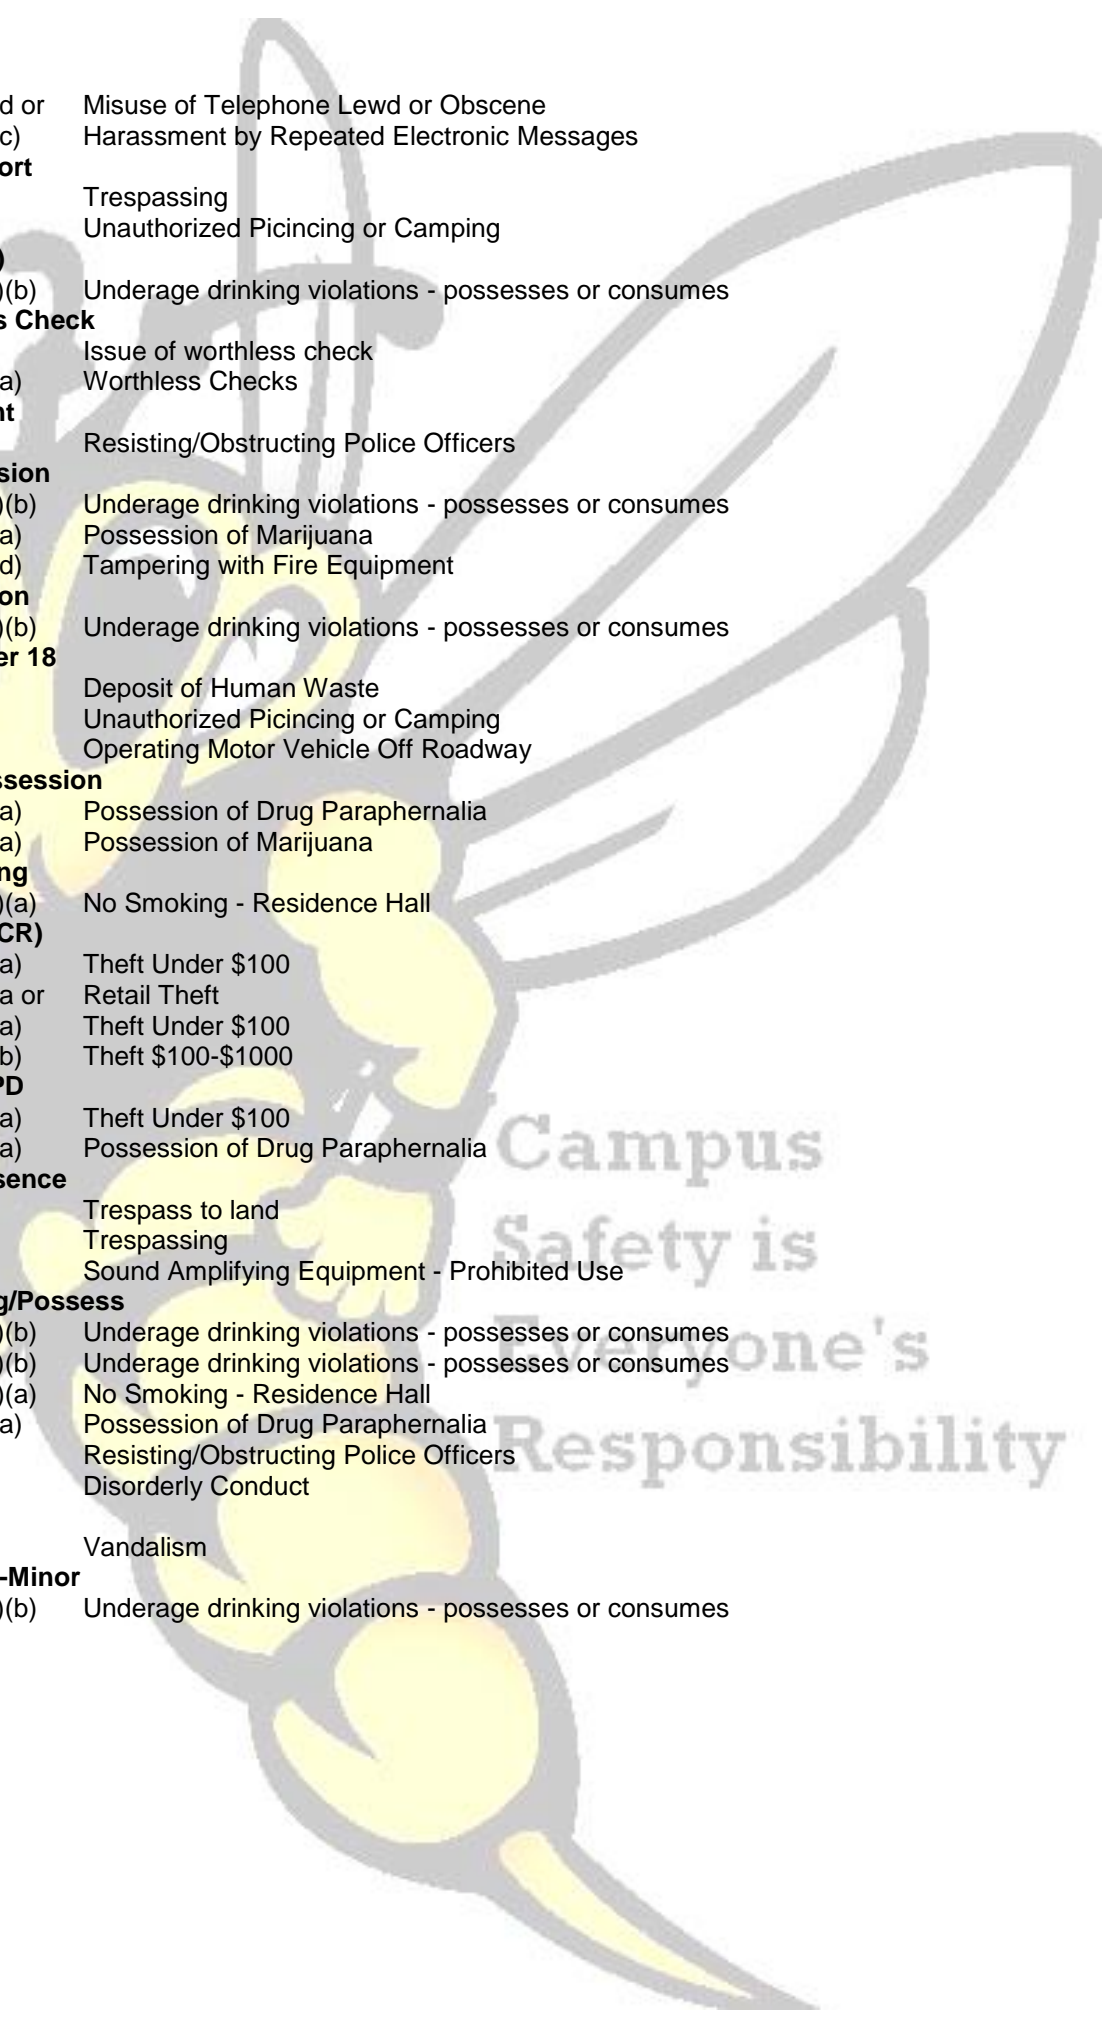 d or Misuse of Telephone Lewd or Obscene
c) Harassment by Repeated Electronic Messages
ort
Trespassing
Unauthorized Picincing or Camping
)
)(b) Underage drinking violations - possesses or consumes
s Check
Issue of worthless check
a) Worthless Checks
nt
Resisting/Obstructing Police Officers
sion
)(b) Underage drinking violations - possesses or consumes
a) Possession of Marijuana
d) Tampering with Fire Equipment
on
)(b) Underage drinking violations - possesses or consumes
er 18
Deposit of Human Waste
Unauthorized Picincing or Camping
Operating Motor Vehicle Off Roadway
ssession
a) Possession of Drug Paraphernalia
a) Possession of Marijuana
ng
)(a) No Smoking - Residence Hall
CR)
a) Theft Under $100
a or Retail Theft
a) Theft Under $100
b) Theft $100-$1000
PD
a) Theft Under $100
a) Possession of Drug Paraphernalia
sence
Trespass to land
Trespassing
Sound Amplifying Equipment - Prohibited Use
g/Possess
)(b) Underage drinking violations - possesses or consumes
)(b) Underage drinking violations - possesses or consumes
)(a) No Smoking - Residence Hall
a) Possession of Drug Paraphernalia
Resisting/Obstructing Police Officers
Disorderly Conduct
Vandalism
-Minor
)(b) Underage drinking violations - possesses or consumes
Campus
Safety is
Everyone's
Responsibility